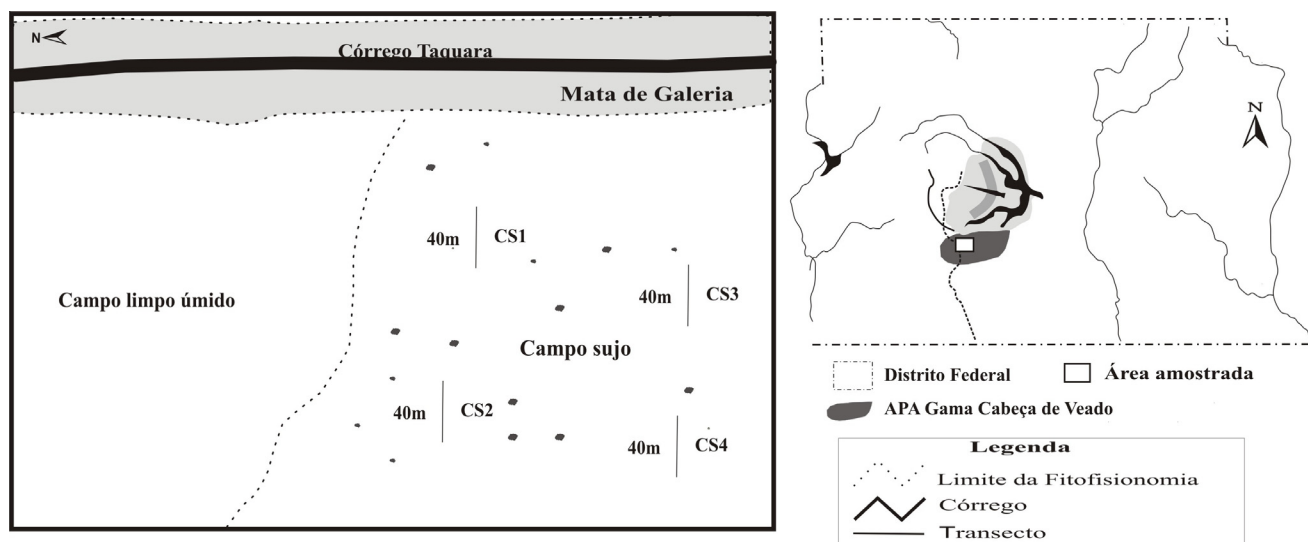 N
Córrego Taquara
Mata de Galeria
40m CS1
Campo limpo úmido
40m CS3
Campo sujo
40m CS2
40m CS4
N
Distrito Federal
Área amostrada
APA Gama Cabeça de Veado
Legenda
Limite da Fitofisionomia
Córrego
Transecto